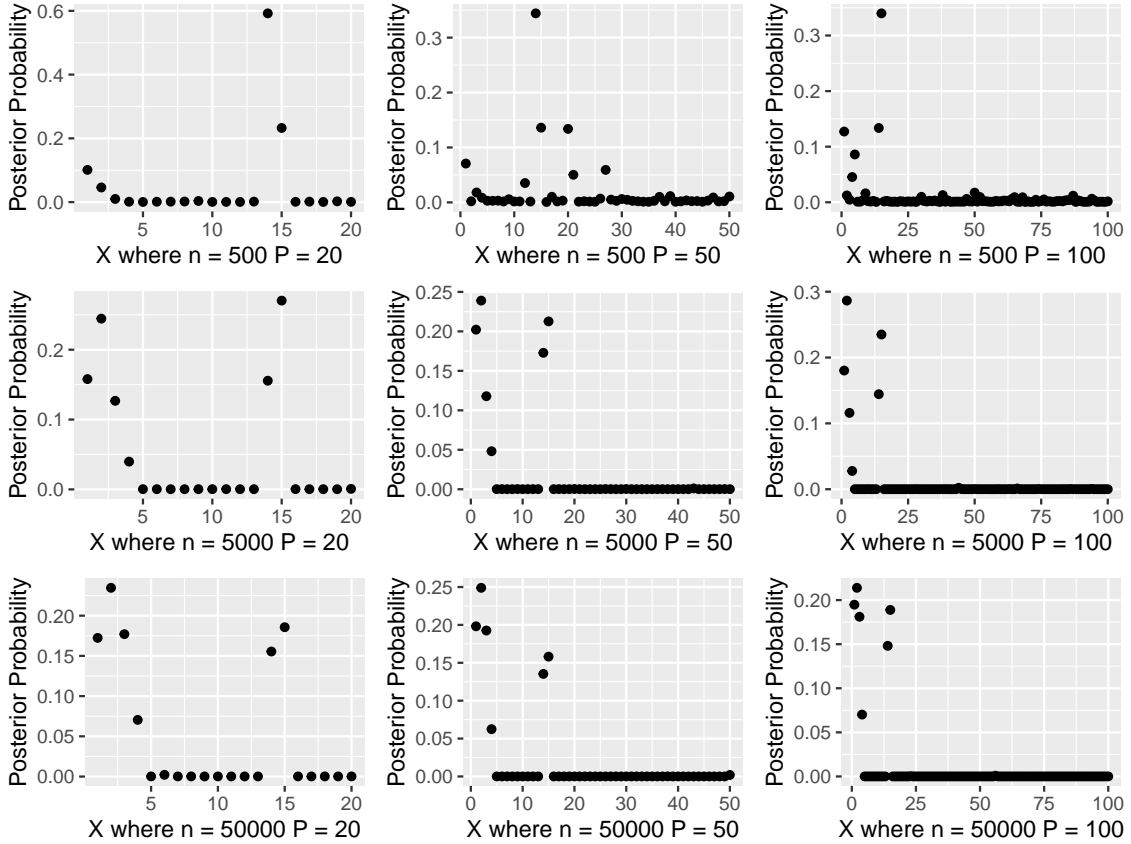 Posterior Probability
0.6
0.4
0.2
0.0
5 10 15 20
X where n = 500 P = 20
Posterior Probability
0.3
0.2
0.1
0.0
0 10 20 30 40 50
X where n = 500 P = 50
Posterior Probability
0.3
0.2
0.1
0.0
0 25 50 75 100
X where n = 500 P = 100
Posterior Probability
0.2
0.1
0.0
5 10 15 20
X where n = 5000 P = 20
Posterior Probability
0.25
0.20
0.15
0.10
0.05
0.00
0 10 20 30 40 50
X where n = 5000 P = 50
Posterior Probability
0.3
0.2
0.1
0.0
0 25 50 75 100
X where n = 5000 P = 100
Posterior Probability
0.20
0.15
0.10
0.05
0.00
5 10 15 20
X where n = 50000 P = 20
Posterior Probability
0.25
0.20
0.15
0.10
0.05
0.00
0 10 20 30 40 50
X where n = 50000 P = 50
Posterior Probability
0.20
0.15
0.10
0.05
0.00
0 25 50 75 100
X where n = 50000 P = 100